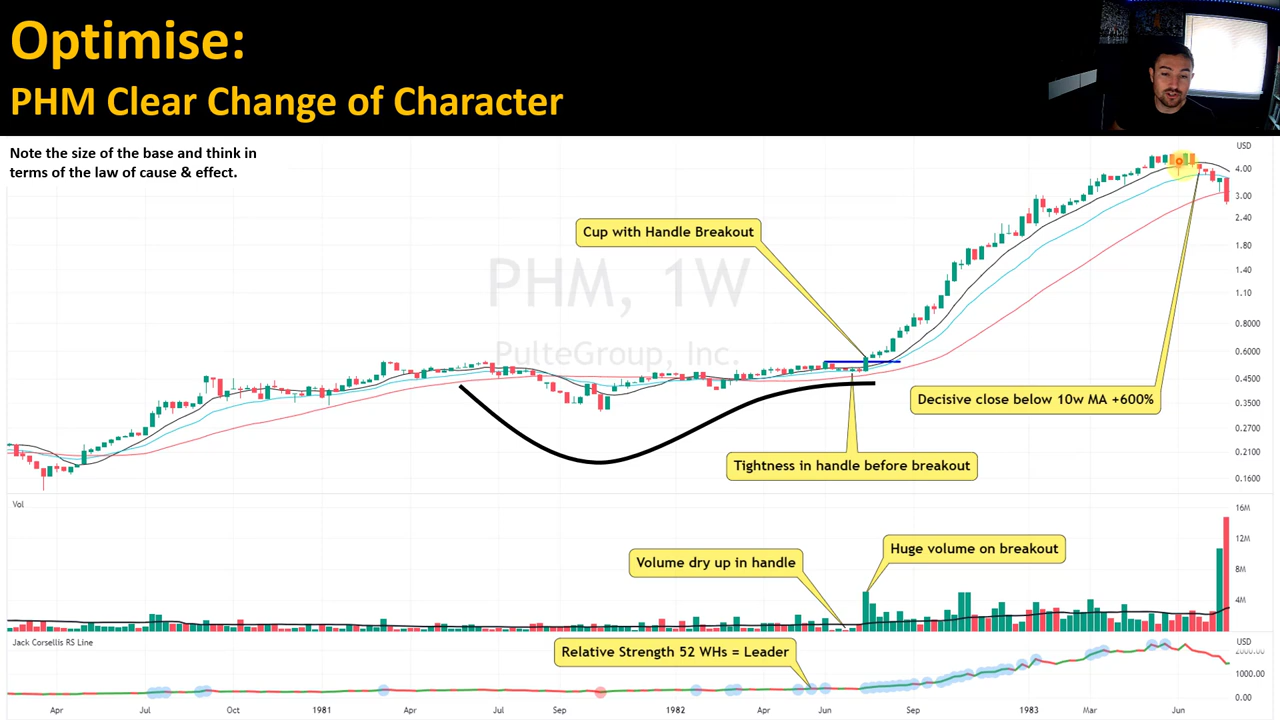 Optimise:
PHM Clear Change of Character
Note the size of the base and think in
terms of the law of cause & effect.
USD
4.00
3.00
2.40
1.80
1.40
1.10
0.8000
0.6000
0.4500
0.3500
0.2700
0.2100
0.1600
PHM, 1W
PulteGroup, Inc.
Cup with Handle Breakout
Decisive close below 10w MA +600%
Tightness in handle before breakout
Vol
16M
12M
8M
4M
Volume dry up in handle
Huge volume on breakout
Jack Corsellis RS Line
USD
2000.00
1000.00
0.00
Relative Strength 52 WHs = Leader
Apr
Jul
Oct
1981
Apr
Jul
Sep
1982
Apr
Jun
Sep
1983
Mar
Jun